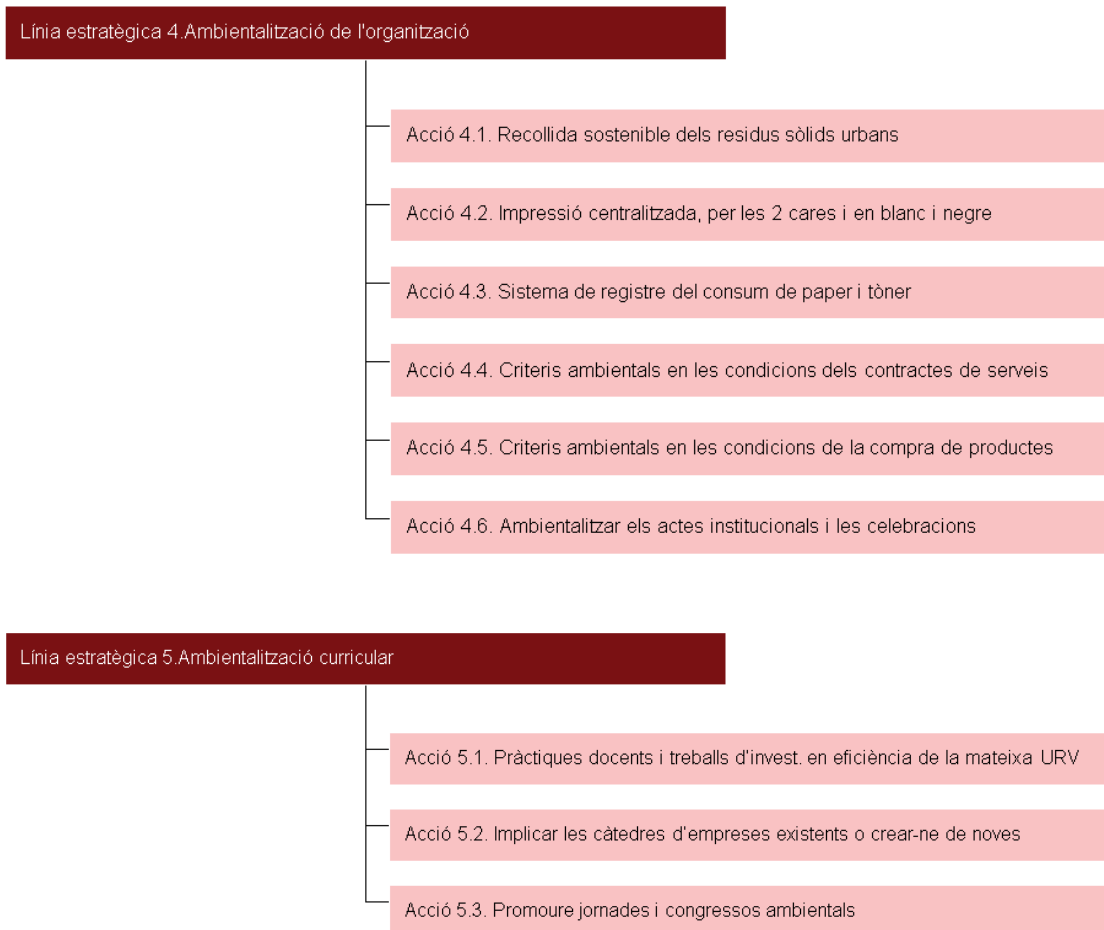 Línia estratègica 4.Ambientalització de l'organització
Acció 4.1. Recollida sostenible dels residus sòlids urbans
Acció 4.2. Impressió centralitzada, per les 2 cares i en blanc i negre
Acció 4.3. Sistema de registre del consum de paper i tòner
Acció 4.4. Criteris ambientals en les condicions dels contractes de serveis
Acció 4.5. Criteris ambientals en les condicions de la compra de productes
Acció 4.6. Ambientalitzar els actes institucionals i les celebracions
Línia estratègica 5.Ambientalització curricular
Acció 5.1. Pràctiques docents i treballs d'invest. en eficiència de la mateixa URV
Acció 5.2. Implicar les càtedres d'empreses existents o crear-ne de noves
Acció 5.3. Promoure jornades i congressos ambientals